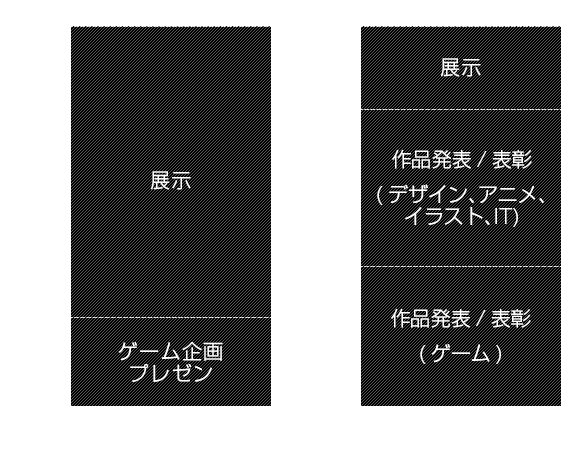 展示
ゲーム企画
プレゼン
展示
作品発表 / 表彰
( デザイン、アニメ、
イラスト、IT)
作品発表 / 表彰
( ゲーム )